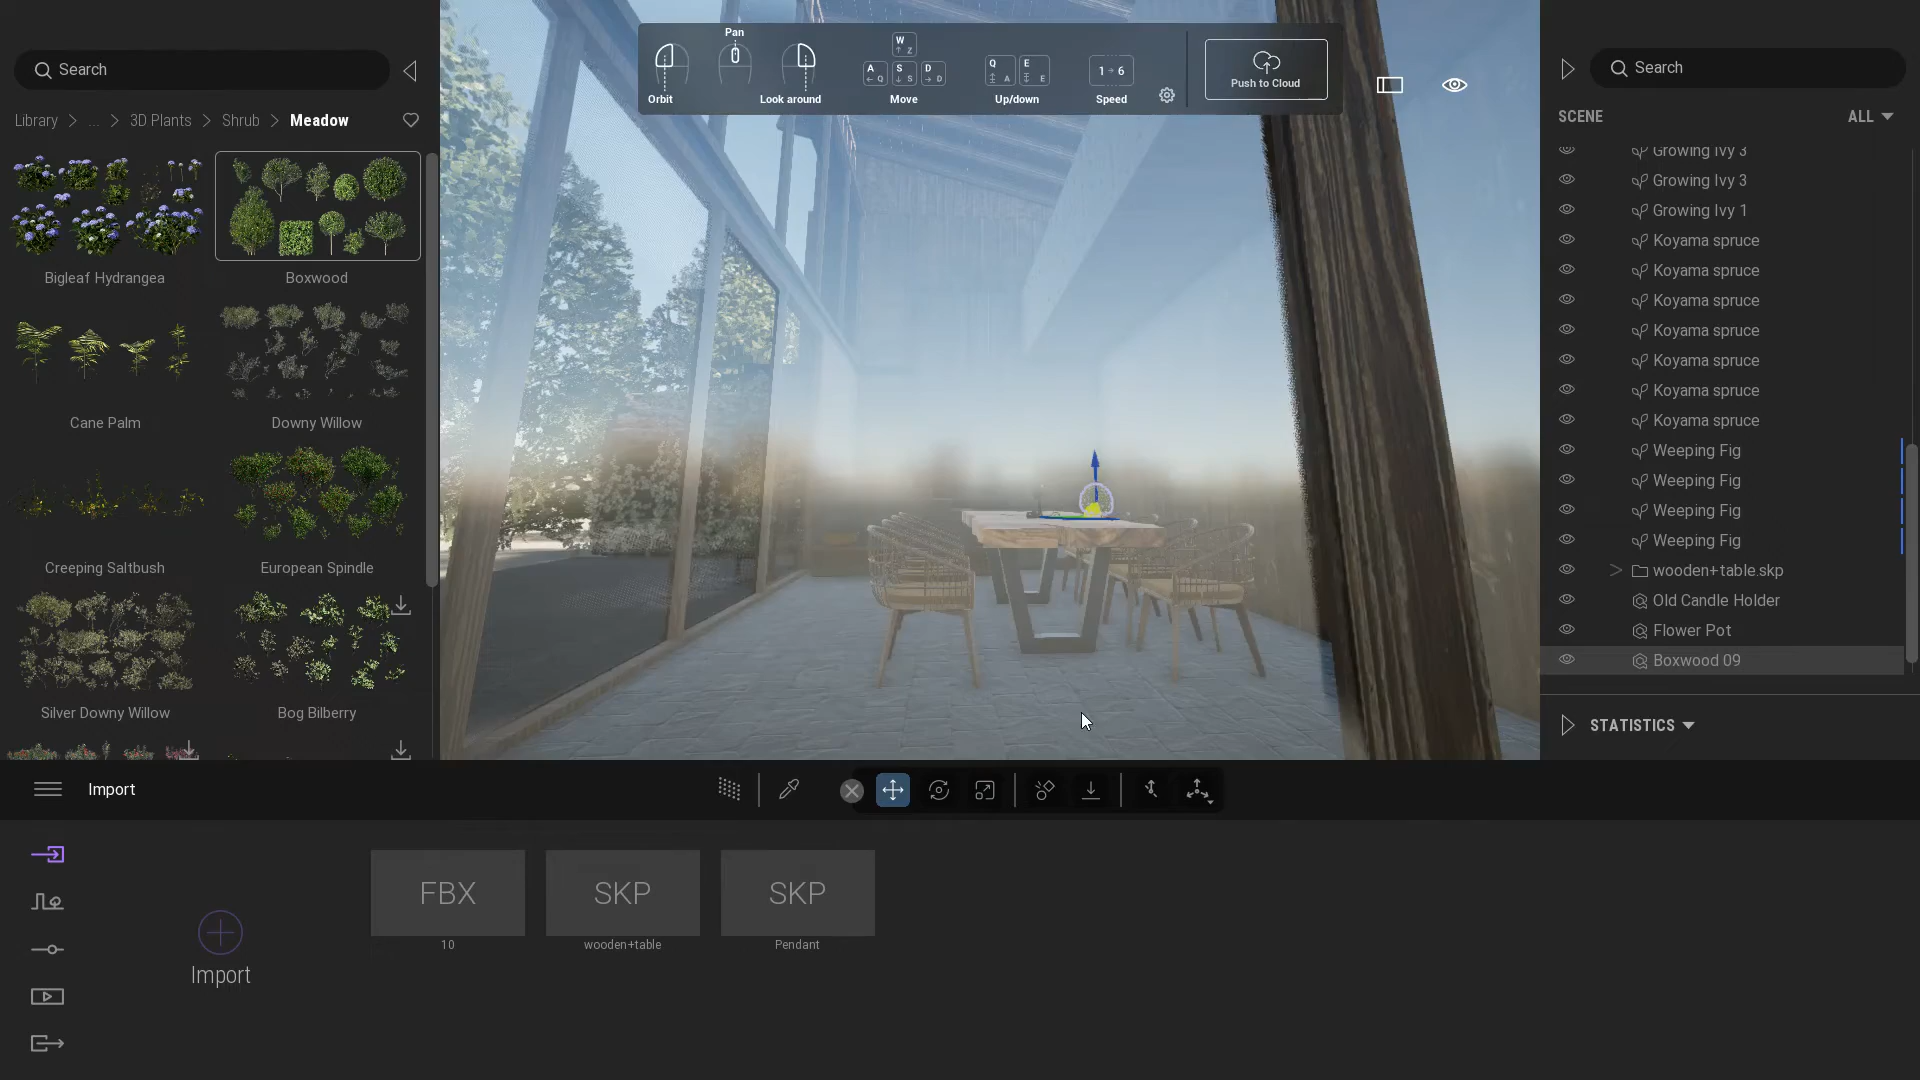 Search
Library > ... > 3D Plants > Shrub > Meadow
Bigleaf Hydrangea
Boxwood
Cane Palm
Downy Willow
Creeping Saltbush
European Spindle
Silver Downy Willow
Bog Bilberry
Orbit
Pan
Look around
W
Z
A
Q
S
S
D
D
Move
Q
A
E
E
Up/down
1 ÷ 6
Speed
Push to Cloud
Search
SCENE
ALL
Growing Ivy 3
Growing Ivy 3
Growing Ivy 1
Koyama spruce
Koyama spruce
Koyama spruce
Koyama spruce
Koyama spruce
Koyama spruce
Koyama spruce
Weeping Fig
Weeping Fig
Weeping Fig
Weeping Fig
> wooden+table.skp
Old Candle Holder
Flower Pot
Boxwood 09
STATISTICS
Import
Import
FBX
10
SKP
wooden+table
SKP
Pendant